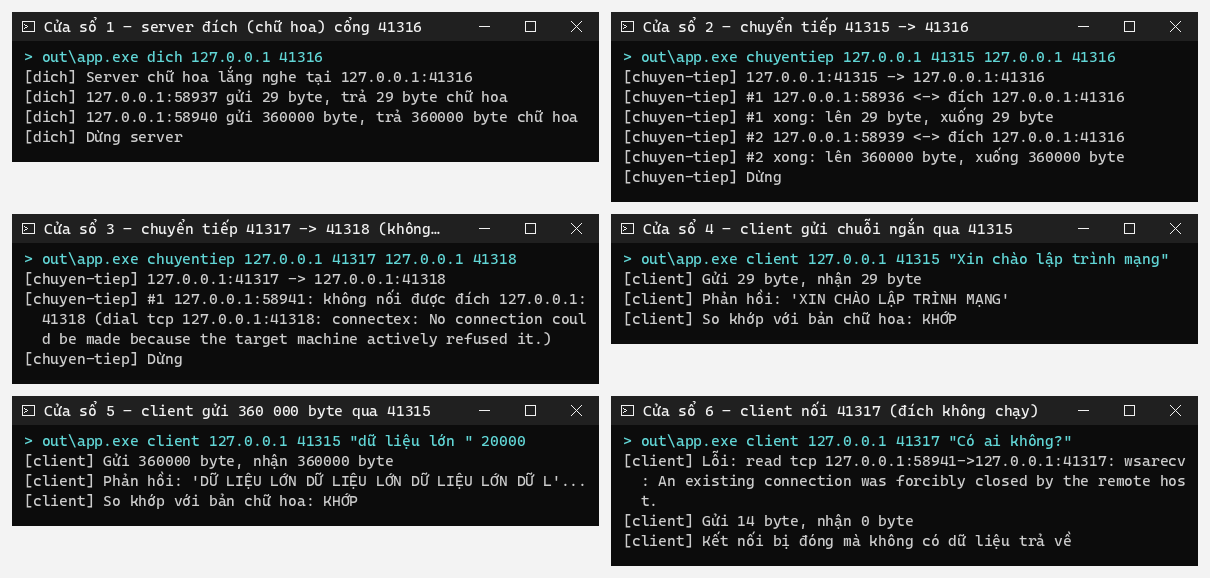 Cửa sổ 1 – server đích (chữ hoa) cổng 41316
> out\app.exe dich 127.0.0.1 41316
[dich] Server chữ hoa lắng nghe tại 127.0.0.1:41316
[dich] 127.0.0.1:58937 gửi 29 byte, trả 29 byte chữ hoa
[dich] 127.0.0.1:58940 gửi 360000 byte, trả 360000 byte chữ hoa
[dich] Dừng server
Cửa sổ 2 – chuyển tiếp 41315 -> 41316
> out\app.exe chuyentiep 127.0.0.1 41315 127.0.0.1 41316
[chuyen-tiep] 127.0.0.1:41315 -> 127.0.0.1:41316
[chuyen-tiep] #1 127.0.0.1:58936 <-> đích 127.0.0.1:41316
[chuyen-tiep] #1 xong: lên 29 byte, xuống 29 byte
[chuyen-tiep] #2 127.0.0.1:58939 <-> đích 127.0.0.1:41316
[chuyen-tiep] #2 xong: lên 360000 byte, xuống 360000 byte
[chuyen-tiep] Dừng
Cửa sổ 3 – chuyển tiếp 41317 -> 41318 (không…
> out\app.exe chuyentiep 127.0.0.1 41317 127.0.0.1 41318
[chuyen-tiep] 127.0.0.1:41317 -> 127.0.0.1:41318
[chuyen-tiep] #1 127.0.0.1:58941: không nối được đích 127.0.0.1:
41318 (dial tcp 127.0.0.1:41318: connectex: No connection coul
d be made because the target machine actively refused it.)
[chuyen-tiep] Dừng
Cửa sổ 4 – client gửi chuỗi ngắn qua 41315
> out\app.exe client 127.0.0.1 41315 "Xin chào lập trình mạng"
[client] Gửi 29 byte, nhận 29 byte
[client] Phản hồi: 'XIN CHÀO LẬP TRÌNH MẠNG'
[client] So khớp với bản chữ hoa: KHỚP
Cửa sổ 5 – client gửi 360 000 byte qua 41315
> out\app.exe client 127.0.0.1 41315 "dữ liệu lớn " 20000
[client] Gửi 360000 byte, nhận 360000 byte
[client] Phản hồi: 'DỮ LIỆU LỚN DỮ LIỆU LỚN DỮ LIỆU LỚN DỮ L'...
[client] So khớp với bản chữ hoa: KHỚP
Cửa sổ 6 – client nối 41317 (đích không chạy)
> out\app.exe client 127.0.0.1 41317 "Có ai không?"
[client] Lỗi: read tcp 127.0.0.1:58941->127.0.0.1:41317: wsarecv
: An existing connection was forcibly closed by the remote hos
t.
[client] Gửi 14 byte, nhận 0 byte
[client] Kết nối bị đóng mà không có dữ liệu trả về